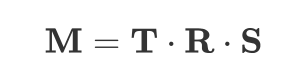 M = T · R · S